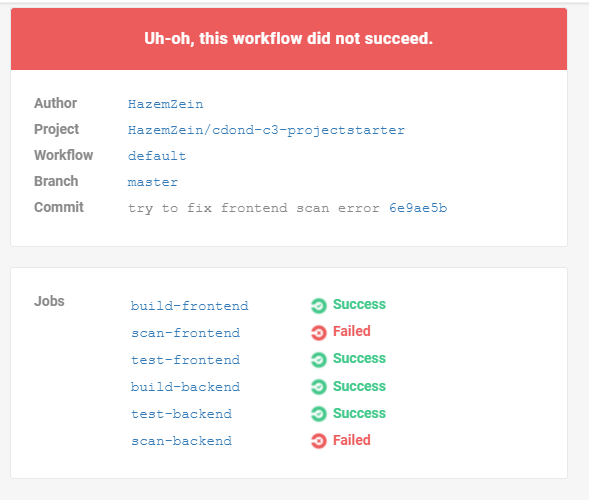 Uh-oh, this workflow did not succeed.
Author HazemZein
Project HazemZein/cdond-c3-projectstarter
Workflow default
Branch master
Commit try to fix frontend scan error 6e9ae5b
Jobs build-frontend Success
scan-frontend Failed
test-frontend Success
build-backend Success
test-backend Success
scan-backend Failed